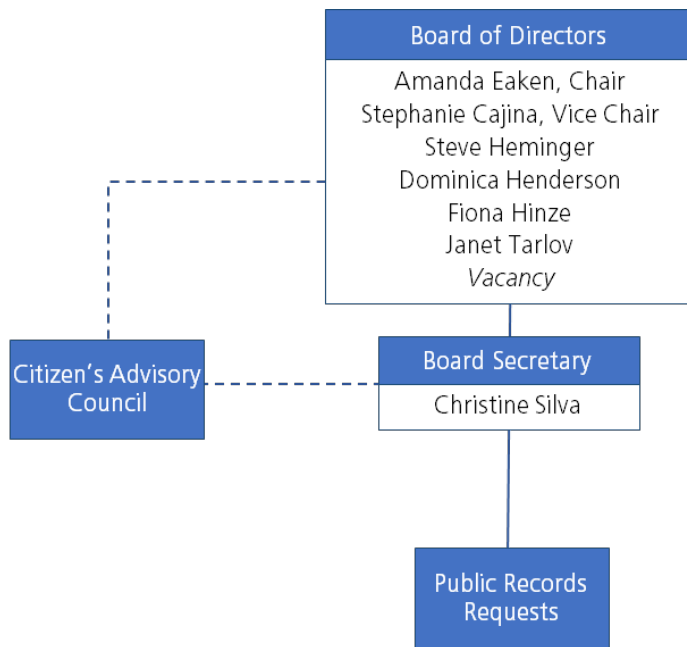 Board of Directors
Amanda Eaken, Chair
Stephanie Cajina, Vice Chair
Steve Heminger
Dominica Henderson
Fiona Hinze
Janet Tarlov
Vacancy
Citizen’s Advisory
Council
Board Secretary
Christine Silva
Public Records
Requests